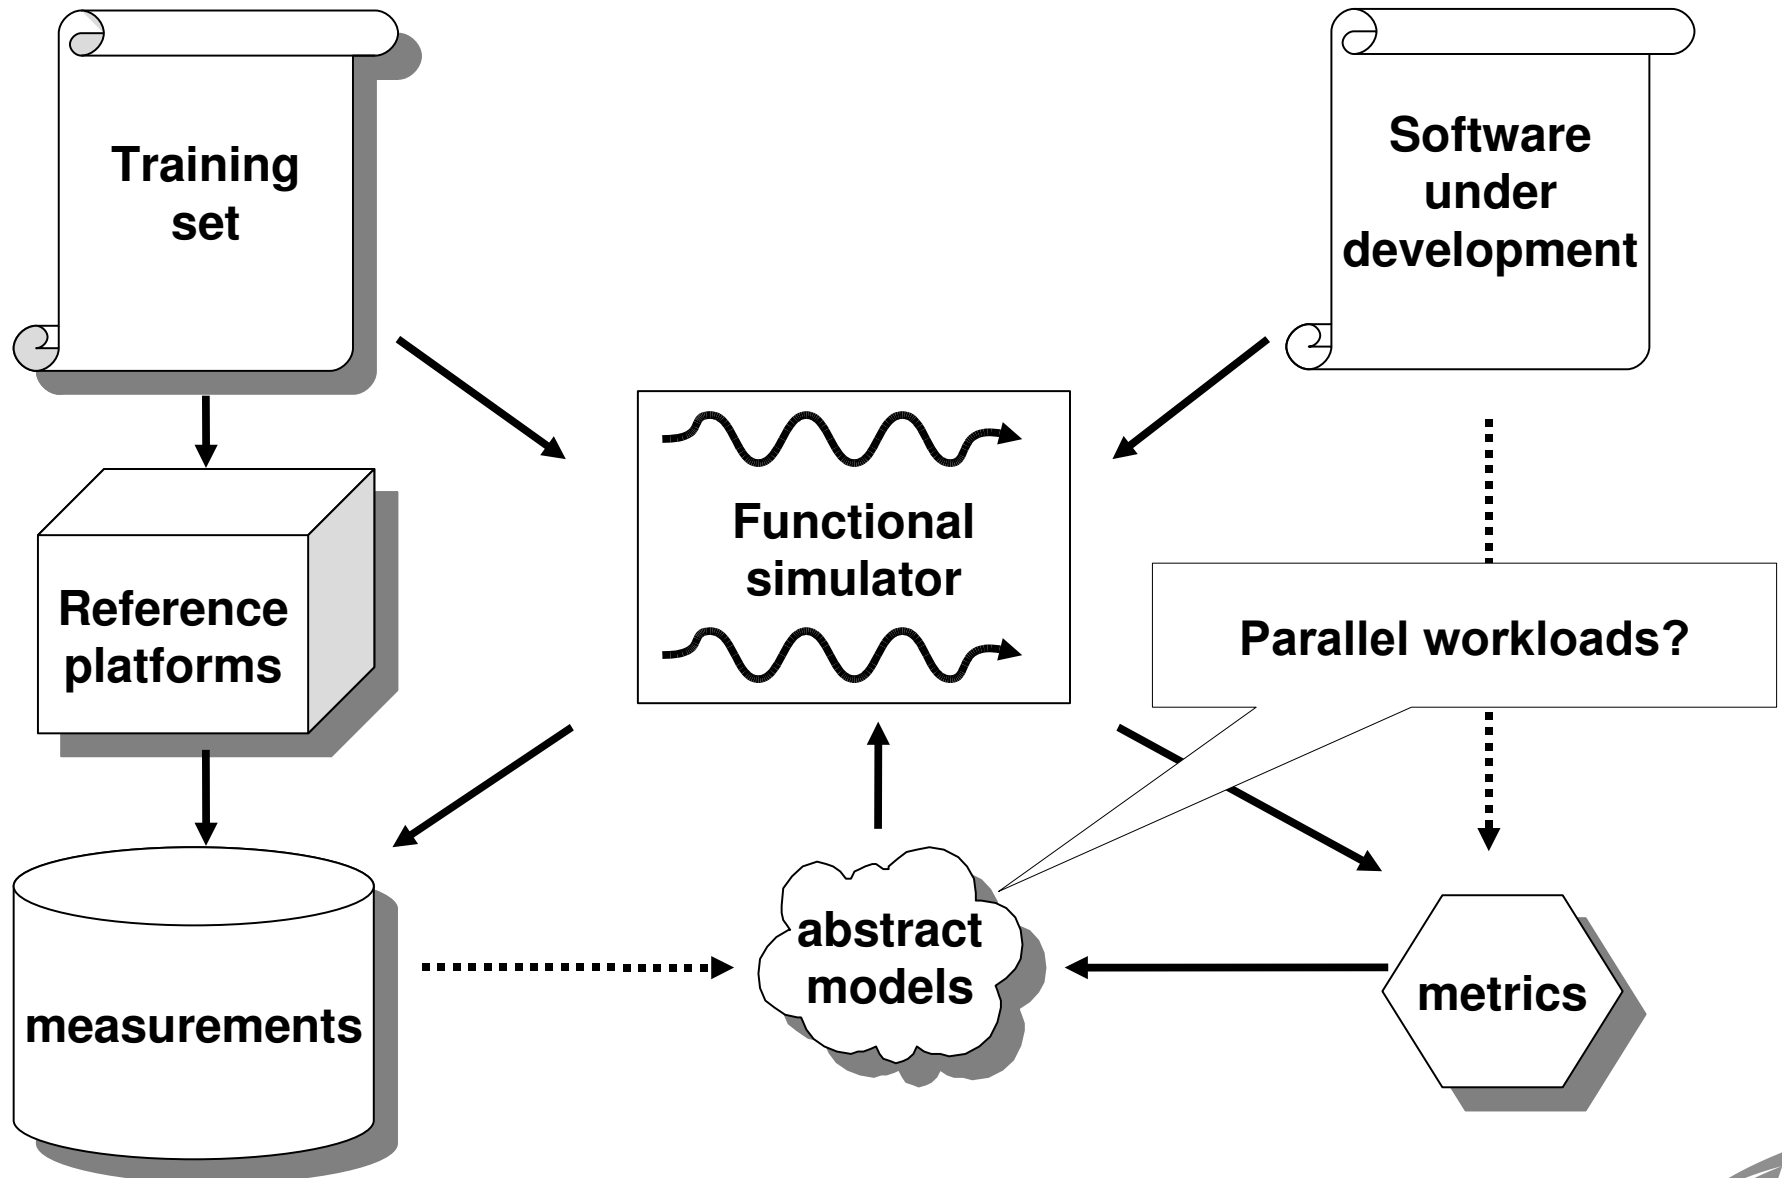 Training
set
Software
under
development
Functional
simulator
Reference
platforms
Parallel workloads?
abstract
models
measurements
metrics